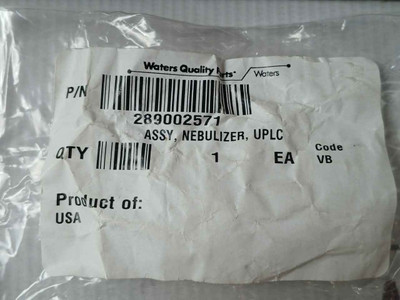 Waters Quality Parts
Waters
P/N
289002571
ASSY, NEBULIZER, UPLC
QTY 1 EA Code
VB
Product of:
USA